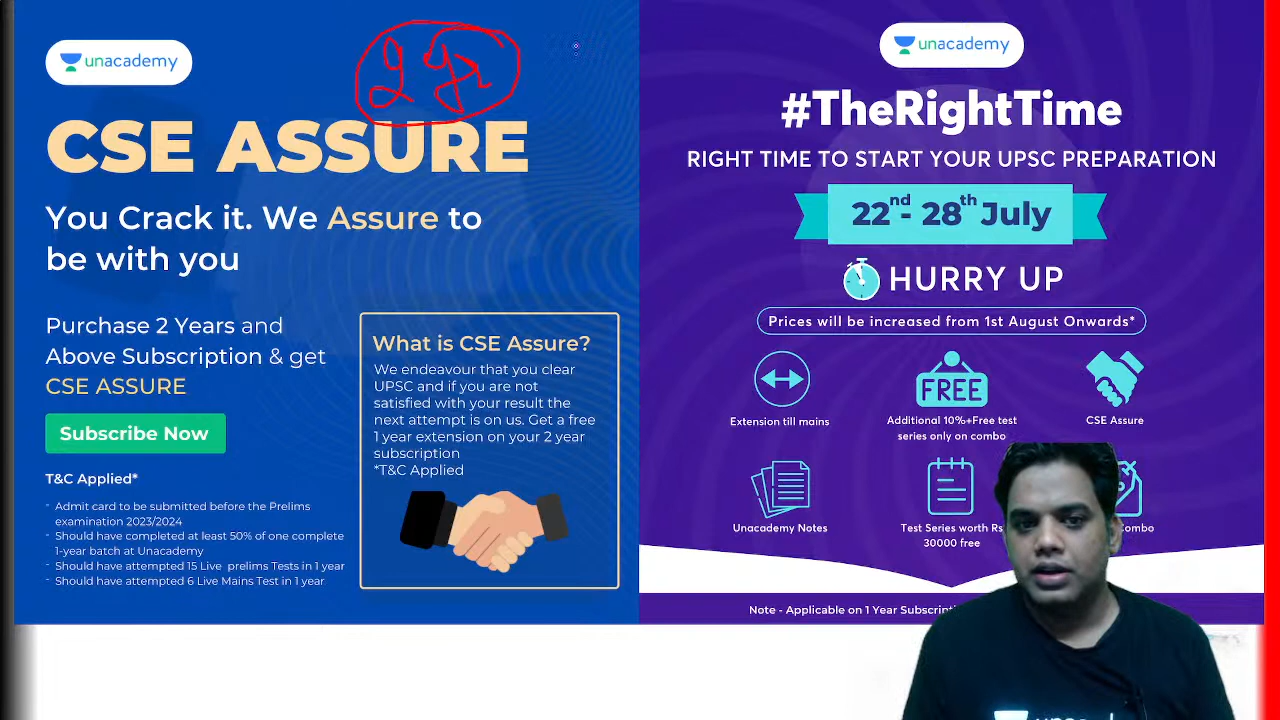 unacademy
2 yr
CSE ASSURE
You Crack it. We Assure to
be with you
Purchase 2 Years and
Above Subscription & get
CSE ASSURE
Subscribe Now
T&C Applied*
- Admit card to be submitted before the Prelims
examination 2023/2024
- Should have completed at least 50% of one complete
1-year batch at Unacademy
- Should have attempted 15 Live prelims Tests in 1 year
- Should have attempted 6 Live Mains Test in 1 year
What is CSE Assure?
We endeavour that you clear
UPSC and if you are not
satisfied with your result the
next attempt is on us. Get a free
1 year extension on your 2 year
subscription
*T&C Applied
unacademy
#TheRightTime
RIGHT TIME TO START YOUR UPSC PREPARATION
22nd - 28th July
HURRY UP
Prices will be increased from 1st August Onwards*
Extension till mains
FREE
Additional 10%+Free test
series only on combo
CSE Assure
Unacademy Notes
Test Series worth Rs
30000 free
Combo
Note - Applicable on 1 Year